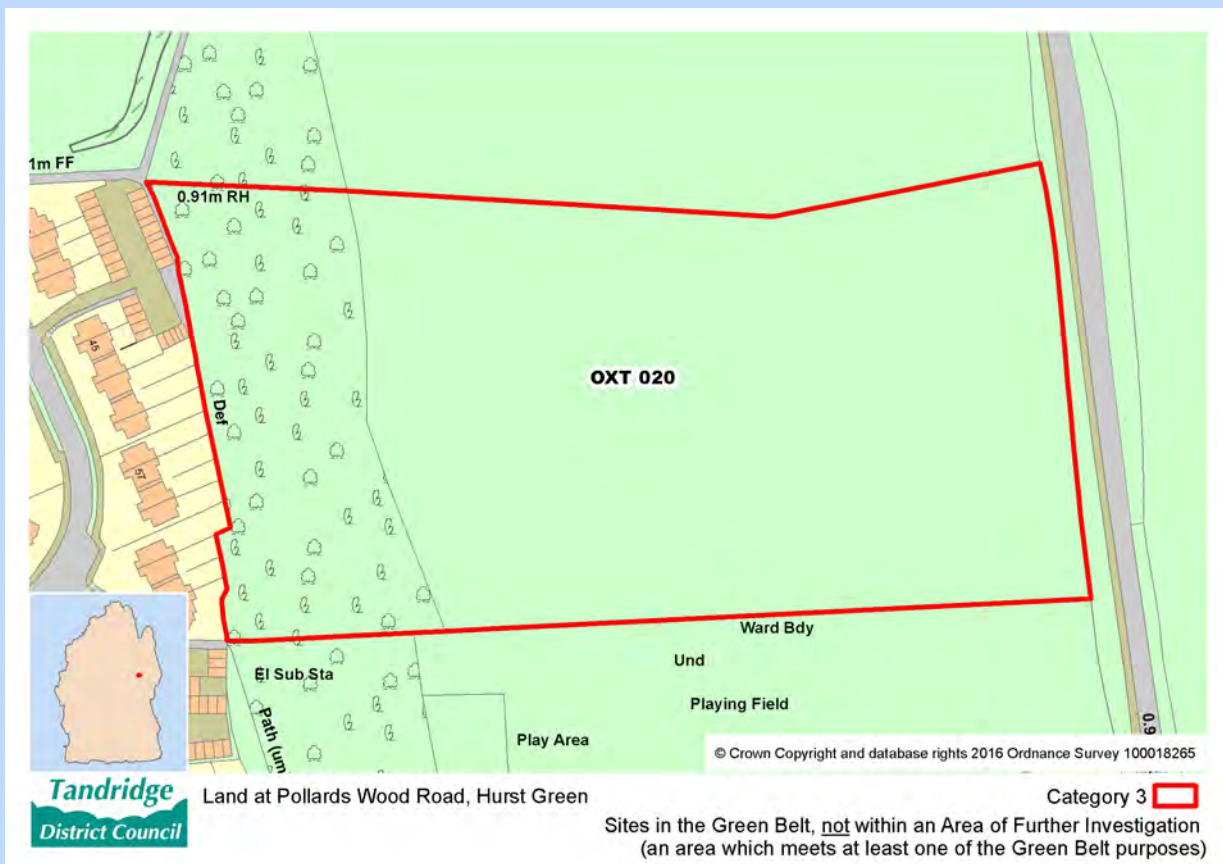 1m FF
0.91m RH
45
OXT 020
Def
57
Ward Bdy
Und
El Sub Sta
Playing Field
Path (um
Play Area
0.9
© Crown Copyright and database rights 2016 Ordnance Survey 100018265
Tandridge
District Council
Land at Pollards Wood Road, Hurst Green
Category 3
Sites in the Green Belt, not within an Area of Further Investigation
(an area which meets at least one of the Green Belt purposes)